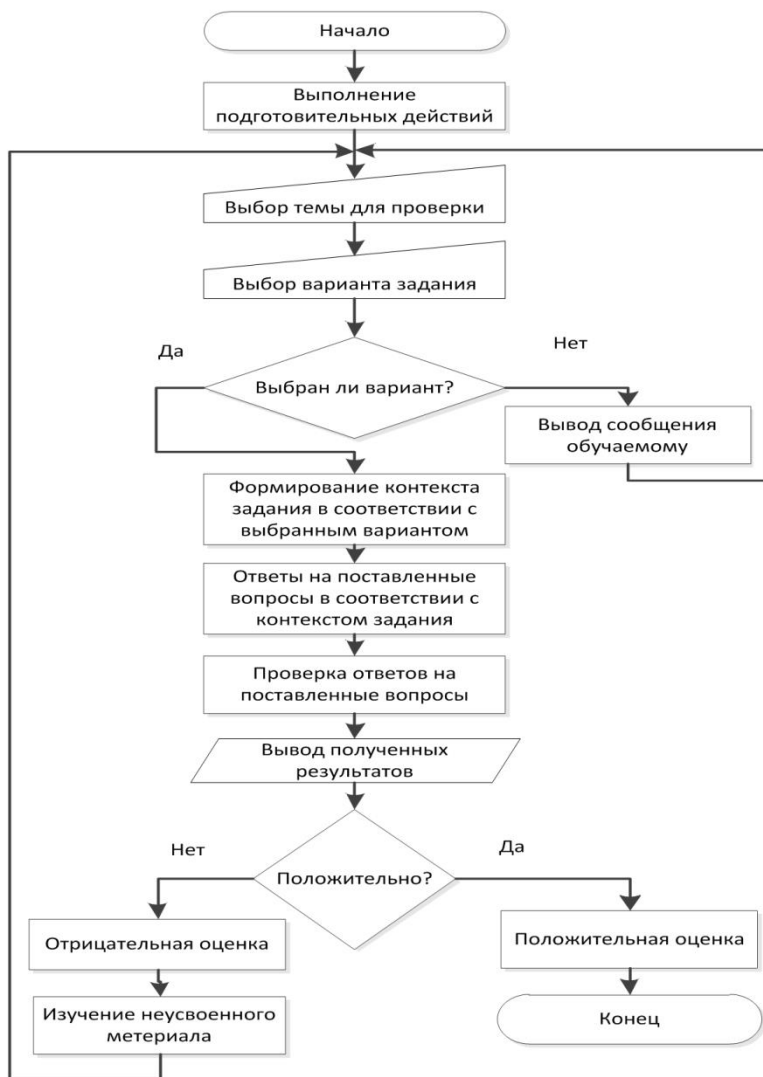 Начало
Выполнение
подготовительных действий
Выбор темы для проверки
Выбор варианта задания
Да
Нет
Выбран ли вариант?
Вывод сообщения
обучаемому
Формирование контекста
задания в соответствии с
выбранным вариантом
Ответы на поставленные
вопросы в соответствии с
контекстом задания
Проверка ответов на
поставленные вопросы
Вывод полученных
результатов
Нет
Да
Положительно?
Отрицательная оценка
Положительная оценка
Изучение неусвоенного
метериала
Конец